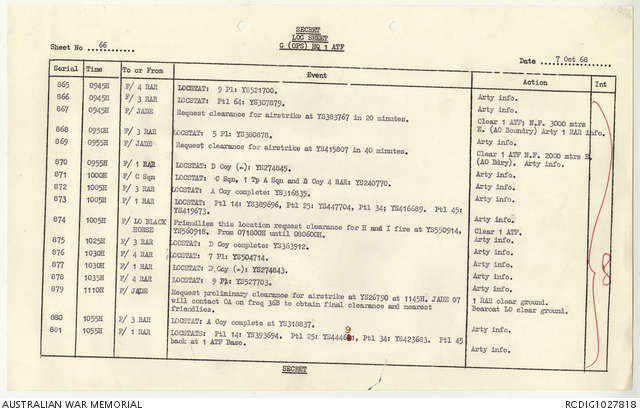 SECRET
LOG SHEET
G (OPS) HQ 1 ATF
Sheet No 66
Date 7 Oct 68
Serial Time To or From Event Action Int
865 0945H F/ 4 RAR LOCSTAT: 9 Pl: YS521700. Arty info.
866 0945H F/ 3 RAR LOCSTAT: Ptl 64: YS307879. Arty info.
867 0945H F/ JADE Request clearance for airstrike at YS383767 in 20 minutes. Clear 1 ATF; N.F. 3000 mtrs
N. (AO Boundry) Arty 1 RAR info.
868 0950H F/ 3 RAR LOCSTAT: 5 Pl: YS380878. Arty info.
869 0955H F/ JADE Request clearance for airstrike at YS415807 in 40 minutes. Clear 1 ATF N.F. 2000 mtrs
(AO Bdry). Arty info.
870 0955H F/ 1 RAR LOCSTAT: D Coy (-): YS274845. Arty info.
871 1000H F/ C Sqn LOCSTAT: C Sqn, 1 Tp A Sqn and D Coy 4 RAR: YS240770. Arty info.
872 1005H F/ 3 RAR LOCSTAT: A Coy complete: YS316835. Arty info.
873 1005H F/ 1 RAR LOCSTAT: Ptl 14: YS389696, Ptl 25: YS447704, Ptl 34; YS416689. Ptl 45: Arty info.
YS419673.
874 1005H F/ LO BLACK Friendlies this location request clearance for H and I fire at YS550914, Arty info.
HORSE YS560918. From 071800H until 080600H. Clear 1 ATF.
875 1025H F/ 3 RAR LOCSTAT: D Coy complete: YS363912. Arty info.
876 1030H F/ 4 RAR LOCSTAT: 7 Pl: YS504714. Arty info.
877 1030H F/ 1 RAR LOCSTAT: Coy (-): YS274843. Arty info.
878 1035H F/ 4 RAR LOCSTAT: 9 Pl: YS527703. Arty info.
879 1110H F/ JADE Request preliminary clearance for airstrike at YS26790 at 1145H. JADE 07 1 RAR clear ground.
will contact OA on freq 36B to obtain final clearance and nearest Bearcat LO clear ground.
friendlies.
880 1055H F/ 3 RAR LOCSTAT: A Coy complete at YS318837. Arty info.
881 1055H F/ 1 RAR LOCSTATS: Ptl 14: YS393694. Ptl 25: Ptl 34: YS423683. Ptl 45
back at 1 ATF Base. Arty info.
SECRET
AUSTRALIAN WAR MEMORIAL
RCDIG1027818